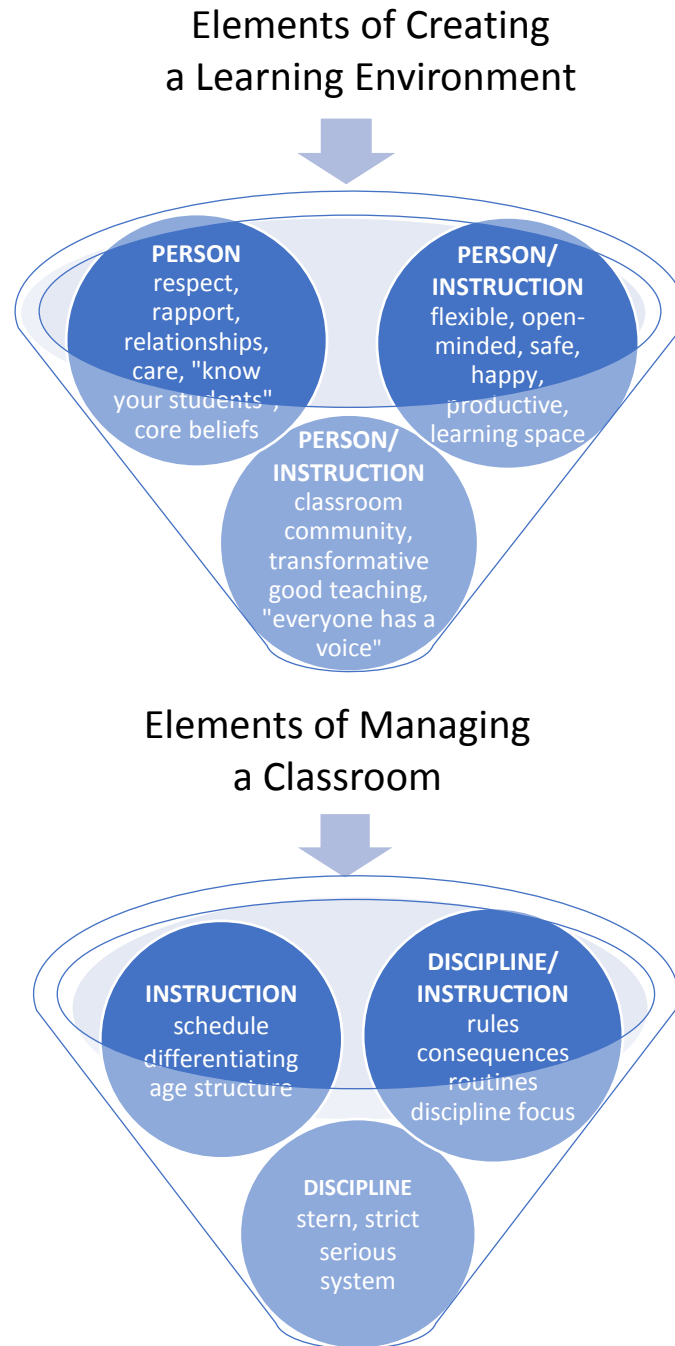 Elements of Creating
a Learning Environment
PERSON
respect,
rapport,
relationships,
care, "know
your students",
core beliefs
PERSON/
INSTRUCTION
flexible, open-
minded, safe,
happy,
productive,
learning space
PERSON/
INSTRUCTION
classroom
community,
transformative
good teaching,
"everyone has a
voice"
Elements of Managing
a Classroom
INSTRUCTION
schedule
differentiating
age structure
DISCIPLINE/
INSTRUCTION
rules
consequences
routines
discipline focus
DISCIPLINE
stern, strict
serious
system